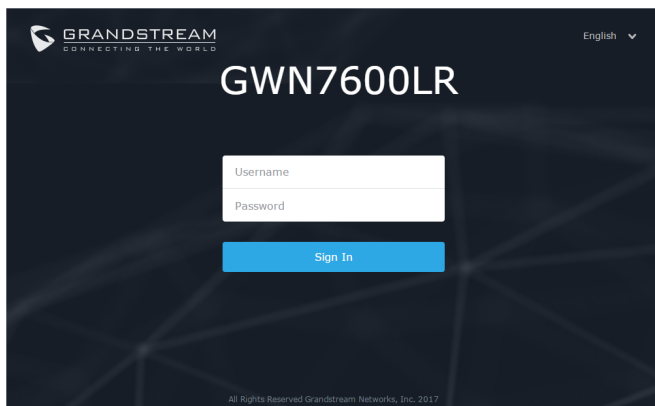 GRANDSTREAM
CONNECTING THE WORLD
English
GWN7600LR
Username
Password
Sign In
All Rights Reserved Grandstream Networks, Inc. 2017